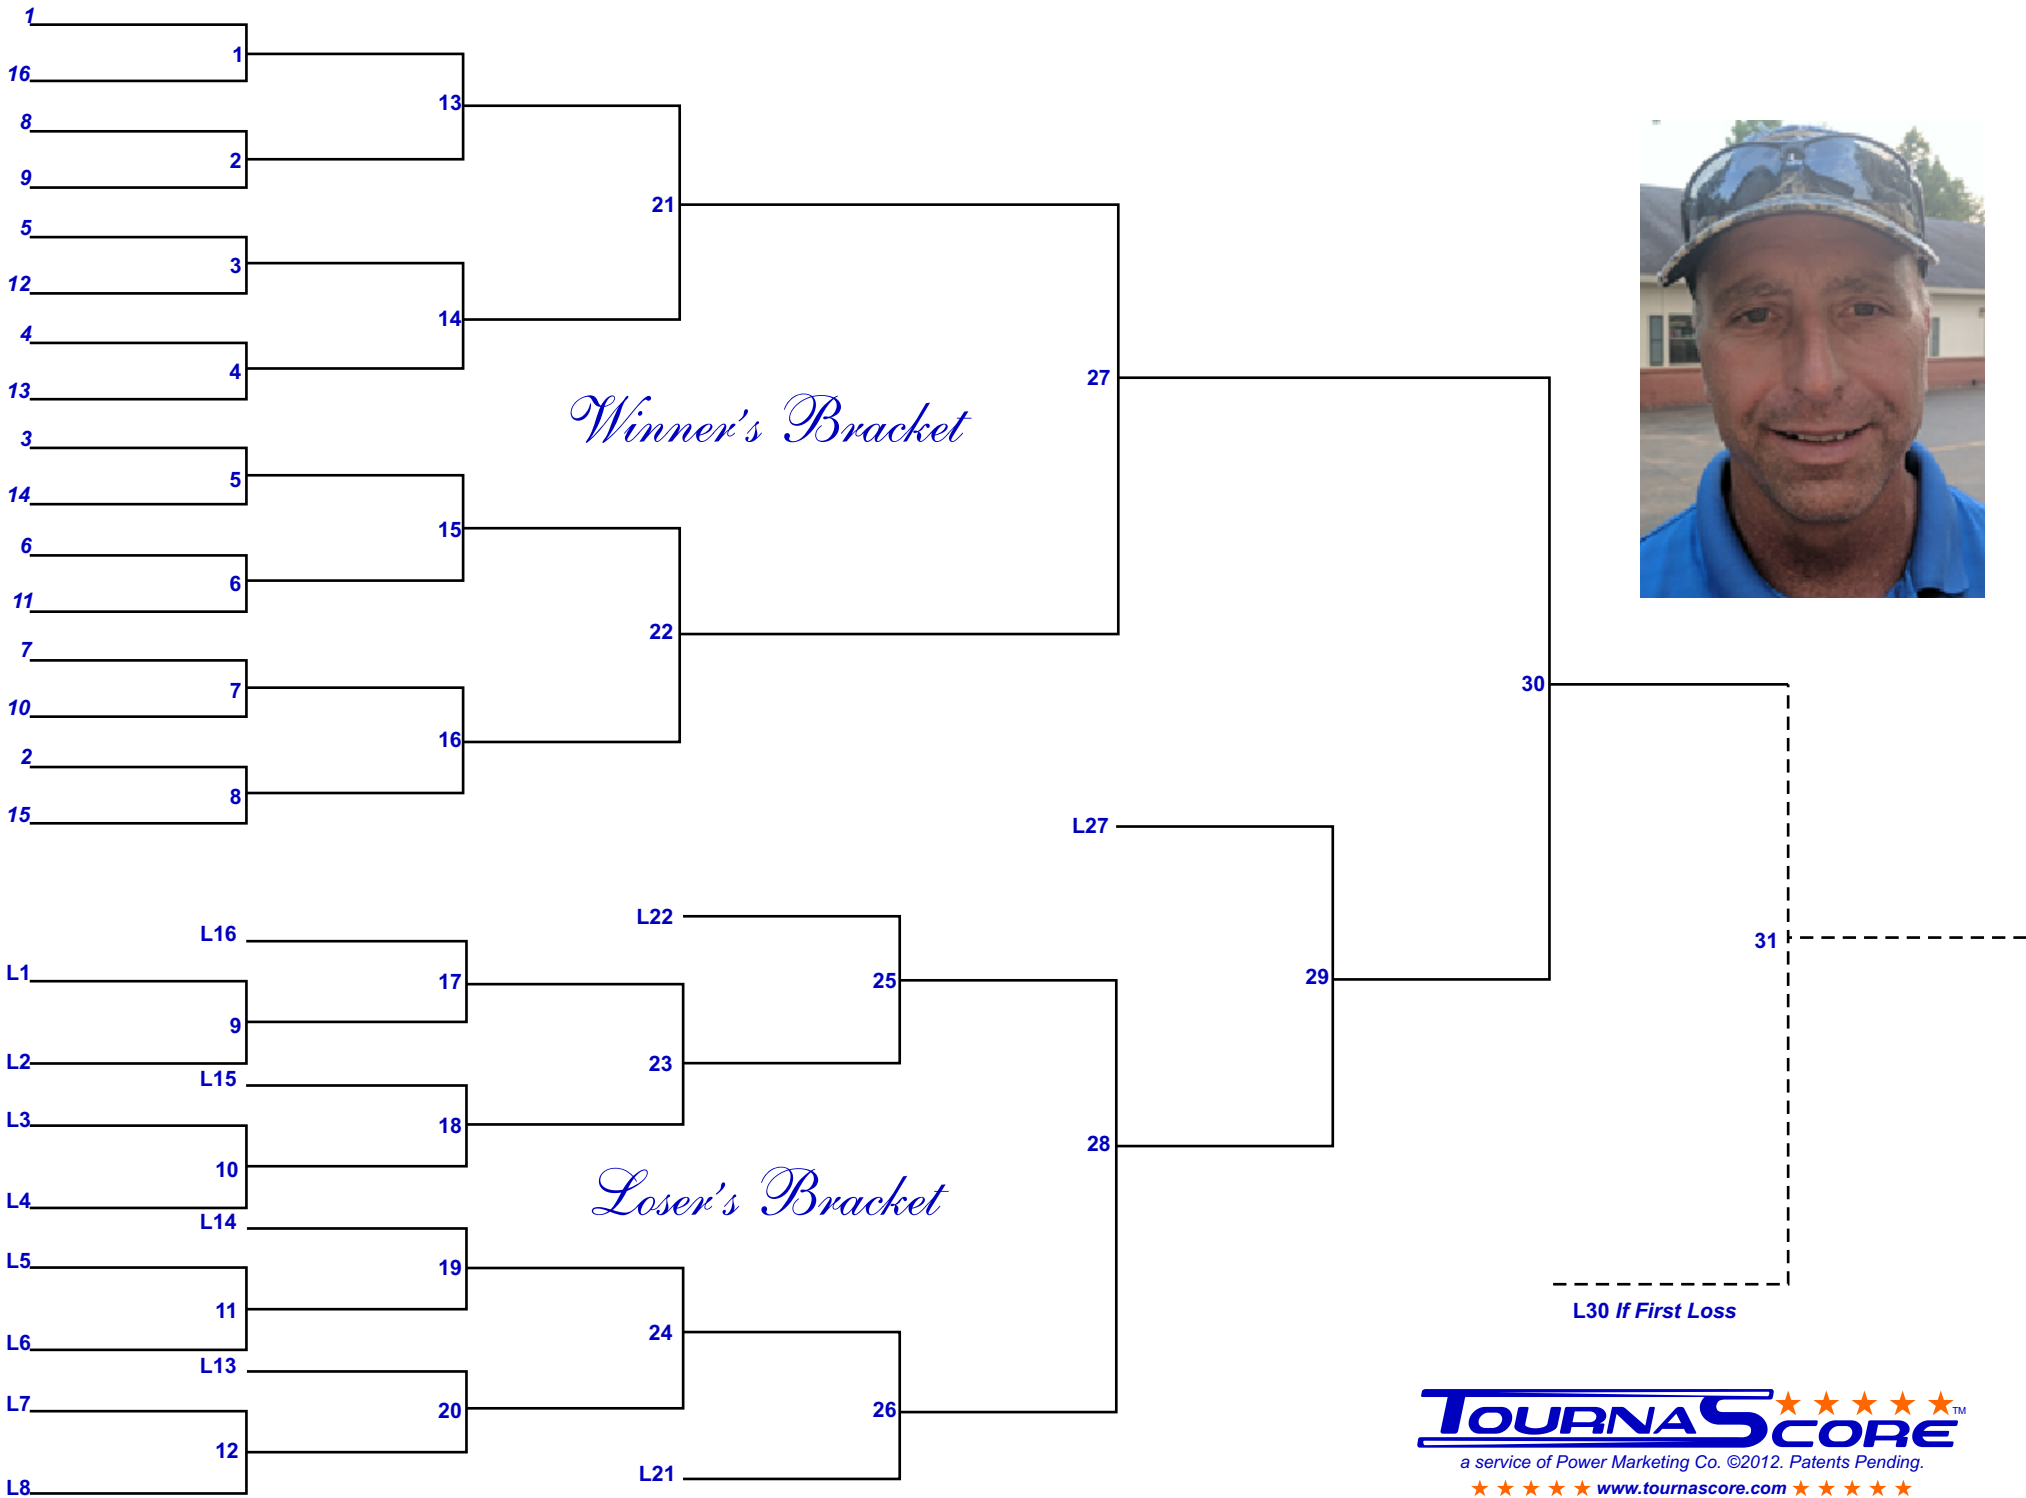 1
1
16
13
8
2
9
21
5
3
12
14
4
4
13
27
Winner's Bracket
3
5
14
15
6
6
11
22
7
7
10
30
16
2
8
15
L27
L22
L16
L1
17
25
29
31
9
L2
23
L15
L3
18
28
10
L4
Loser's Bracket
L14
L5
19
11
L30 If First Loss
24
L6
L13
L7
20
26
12
L21
L8
TOURNASCORE™
a service of Power Marketing Co. ©2012. Patents Pending.
www.tournascore.com